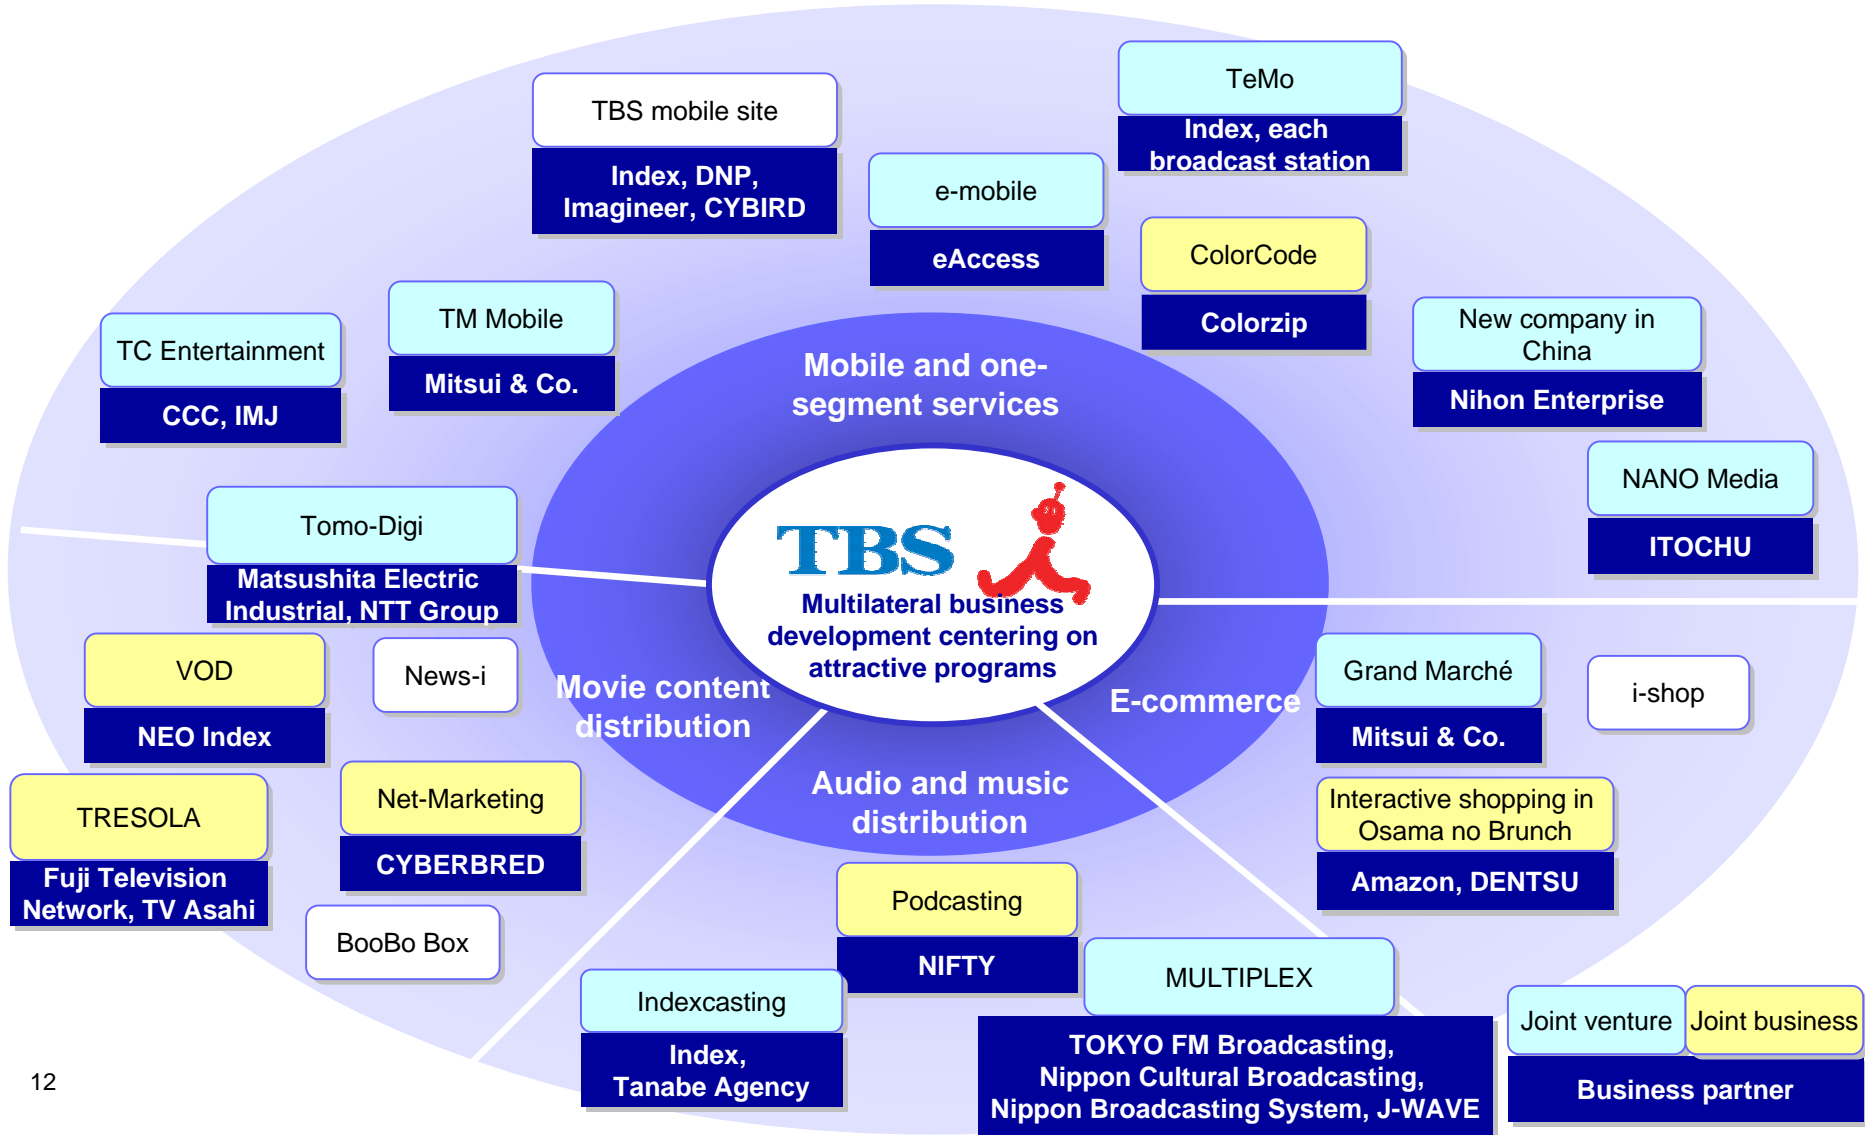 TeMo
Index, each
broadcast station
TBS mobile site
Index, DNP,
Imagineer, CYBIRD
e-mobile
eAccess
ColorCode
Colorzip
TM Mobile
Mitsui & Co.
TC Entertainment
CCC, IMJ
New company in
China
Nihon Enterprise
NANO Media
ITOCHU
Mobile and one-
segment services
Tomo-Digi
Matsushita Electric
Industrial, NTT Group
TBS
Multilateral business
development centering on
attractive programs
VOD
NEO Index
News-i
Movie content
distribution
TRESOLA
Fuji Television
Network, TV Asahi
Net-Marketing
CYBERBRED
BooBo Box
E-commerce
Grand Marché
Mitsui & Co.
i-shop
Interactive shopping in
Osama no Brunch
Amazon, DENTSU
Audio and music
distribution
Podcasting
NIFTY
Indexcasting
Index,
Tanabe Agency
MULTIPLEX
TOKYO FM Broadcasting,
Nippon Cultural Broadcasting,
Nippon Broadcasting System, J-WAVE
Joint venture
Joint business
Business partner
12